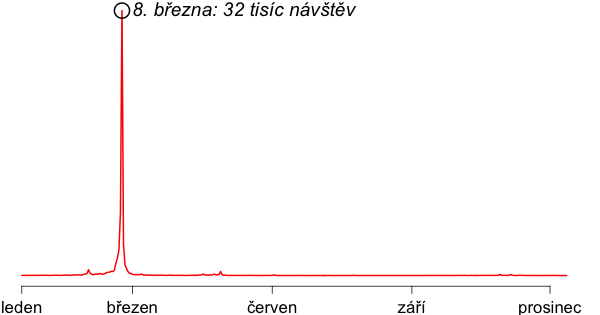 8. března: 32 tisíc návštěv
leden březen červen září prosinec